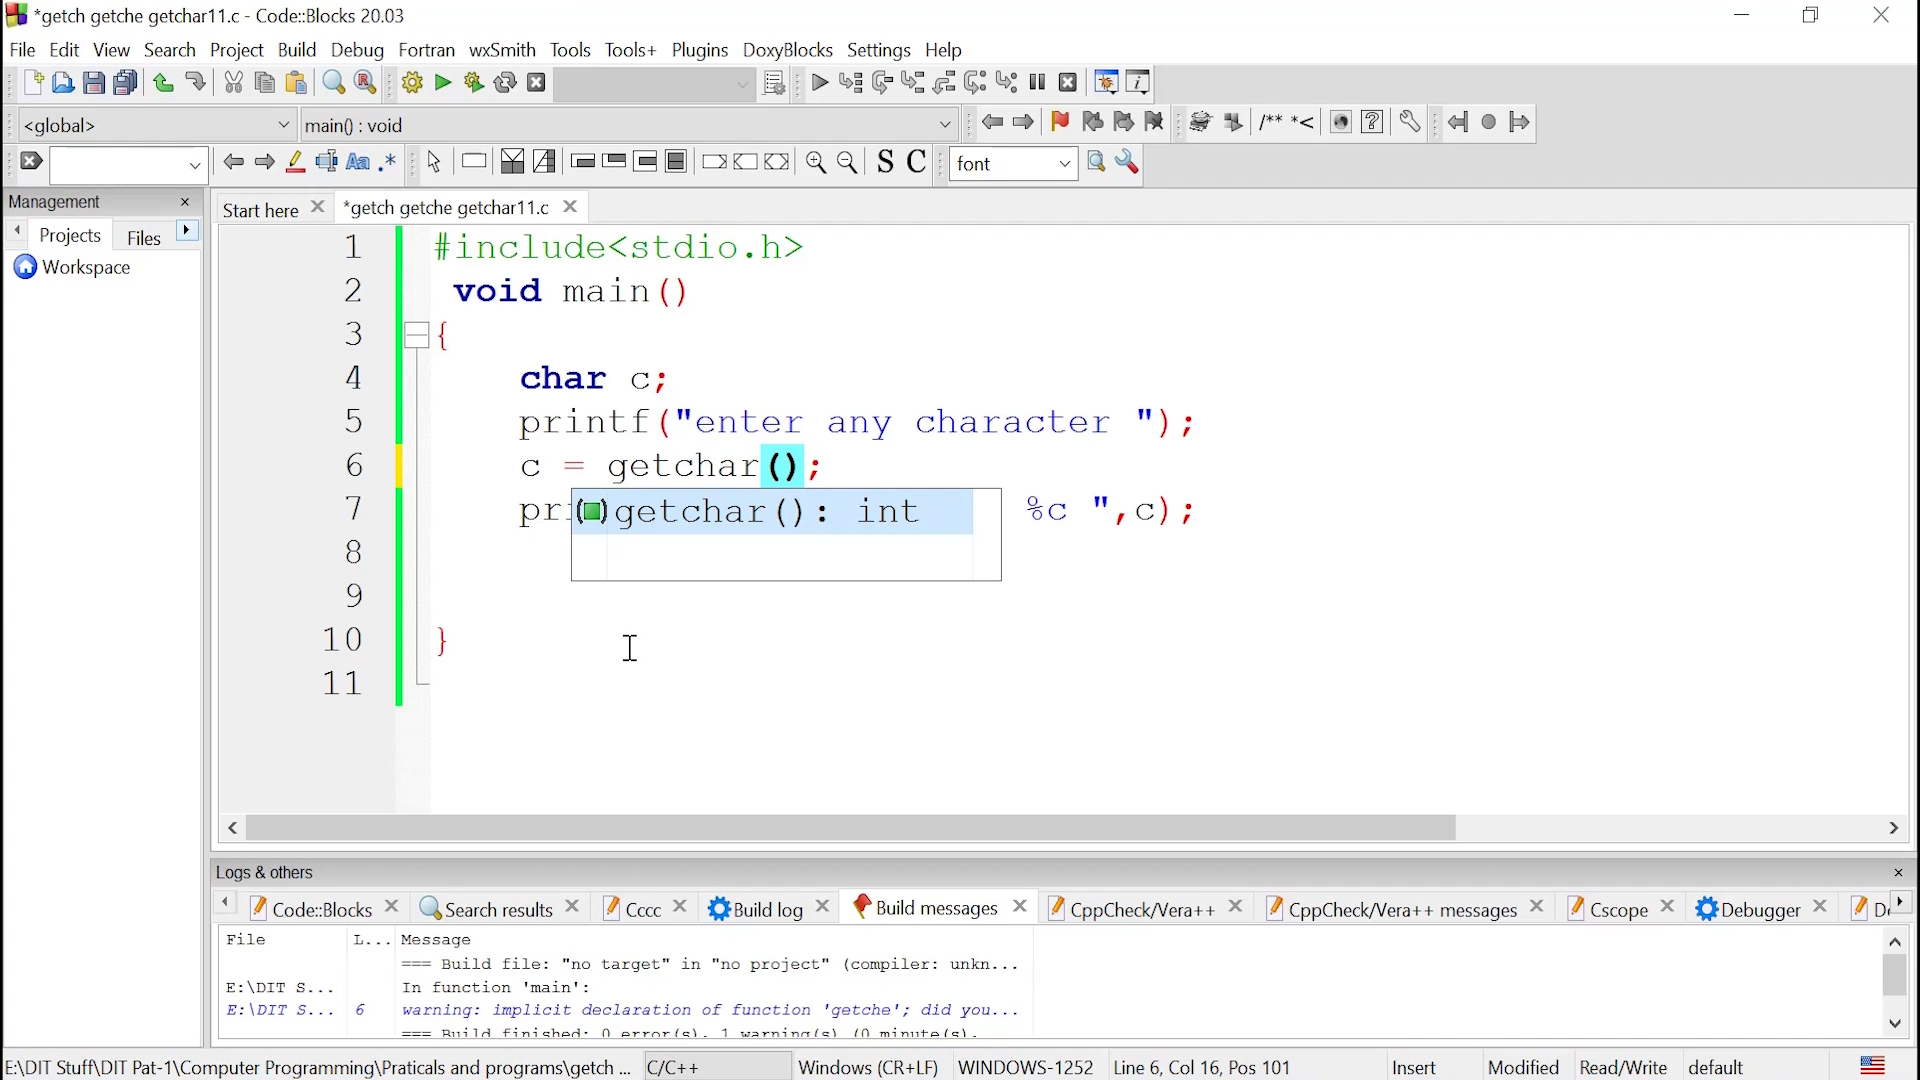 *getch getche getchar11.c - Code::Blocks 20.03
File Edit View Search Project Build Debug Fortran wxSmith Tools Tools+ Plugins DoxyBlocks Settings Help
<global> main() : void
/** *<
Aa .* S C font
Management
Projects Files
Workspace
Start here *getch getche getchar11.c
1 #include<stdio.h>
2 void main()
3 {
4 char c;
5 printf("enter any character ");
6 c = getchar();
7 pri getchar(): int %c ",c);
8
9
10 }
11
Logs & others
Code::Blocks Search results Cccc Build log Build messages CppCheck/Vera++ CppCheck/Vera++ messages Cscope Debugger
File L... Message
=== Build file: "no target" in "no project" (compiler: unkn...
E:\DIT S... In function 'main':
E:\DIT S... 6 warning: implicit declaration of function 'getche'; did you...
=== Build finished: 0 error(s), 1 warning(s) (0 minute(s),
E:\DIT Stuff\DIT Pat-1\Computer Programming\Praticals and programs\getch ... C/C++ Windows (CR+LF) WINDOWS-1252 Line 6, Col 16, Pos 101 Insert Modified Read/Write default